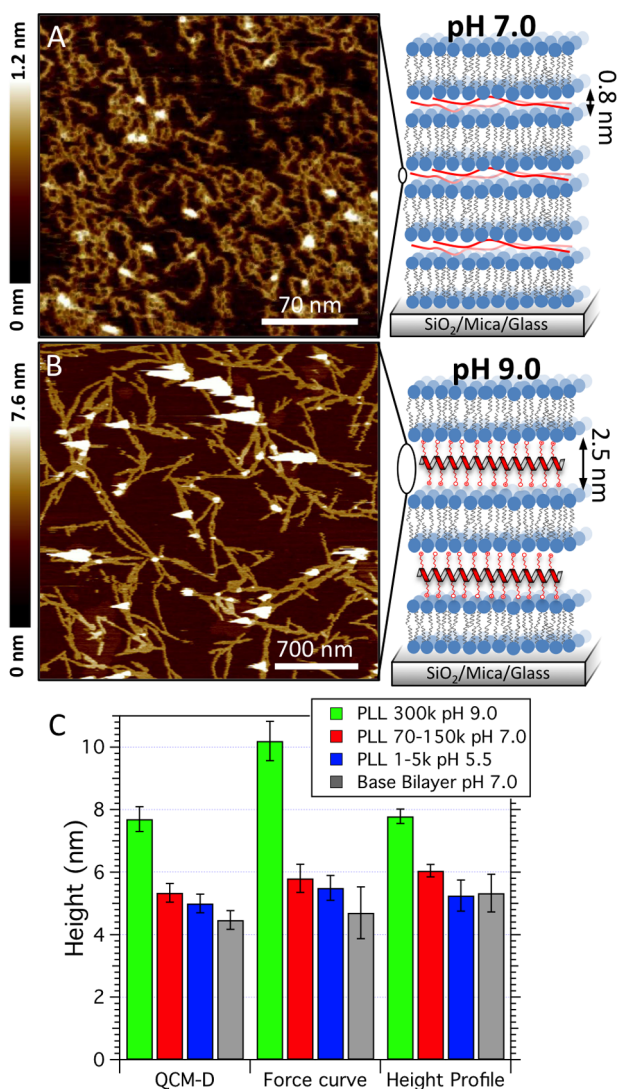 A
1.2 nm
0 nm
70 nm
pH 7.0
0.8 nm
SiO₂/Mica/Glass
B
7.6 nm
0 nm
700 nm
pH 9.0
2.5 nm
SiO₂/Mica/Glass
C
PLL 300k pH 9.0
PLL 70-150k pH 7.0
PLL 1-5k pH 5.5
Base Bilayer pH 7.0
Height (nm)
10
8
6
4
2
0
QCM-D
Force curve
Height Profile